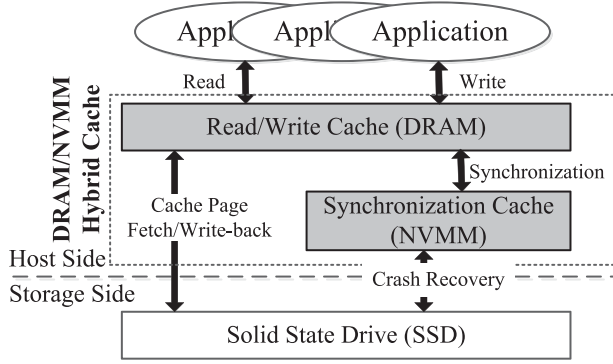 Appl
Appl
Application
Read
Write
DRAM/NVMM
Hybrid Cache
Read/Write Cache (DRAM)
Synchronization
Cache Page
Fetch/Write-back
Synchronization Cache
(NVMM)
Host Side
Crash Recovery
Storage Side
Solid State Drive (SSD)